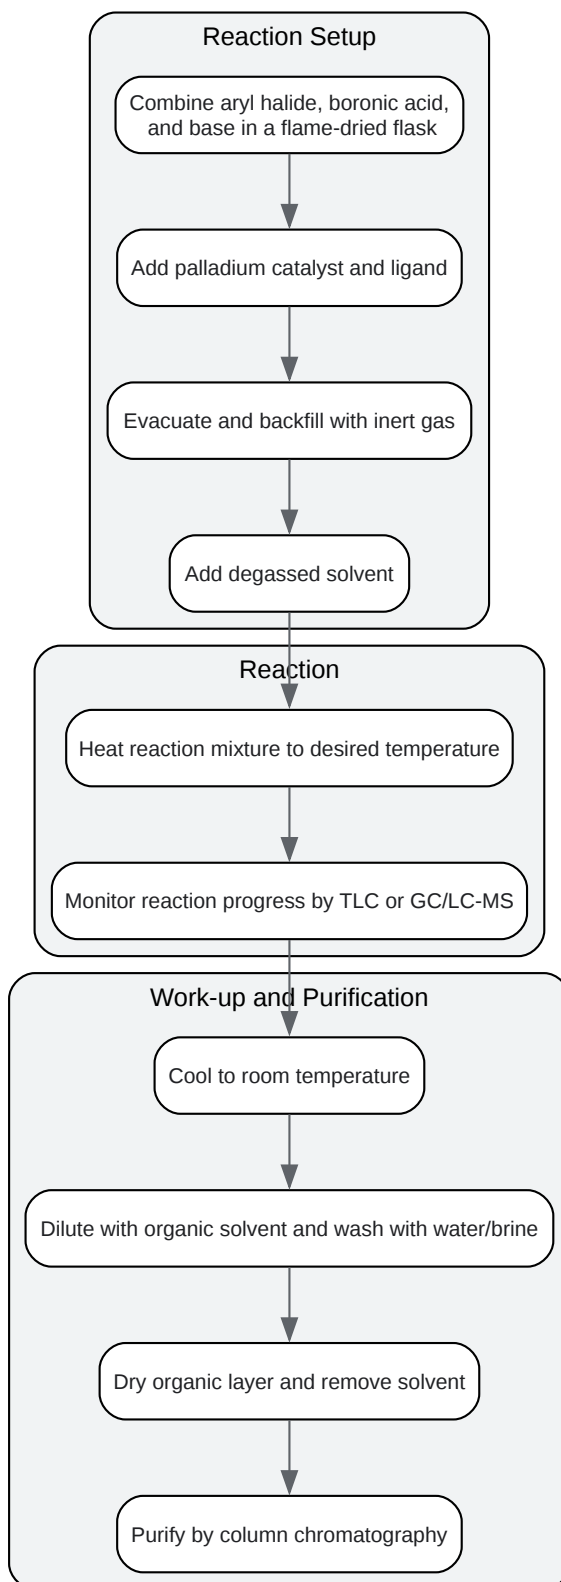 Reaction Setup
Combine aryl halide, boronic acid,
and base in a flame-dried flask
Add palladium catalyst and ligand
Evacuate and backfill with inert gas
Add degassed solvent
Reaction
Heat reaction mixture to desired temperature
Monitor reaction progress by TLC or GC/LC-MS
Work-up and Purification
Cool to room temperature
Dilute with organic solvent and wash with water/brine
Dry organic layer and remove solvent
Purify by column chromatography